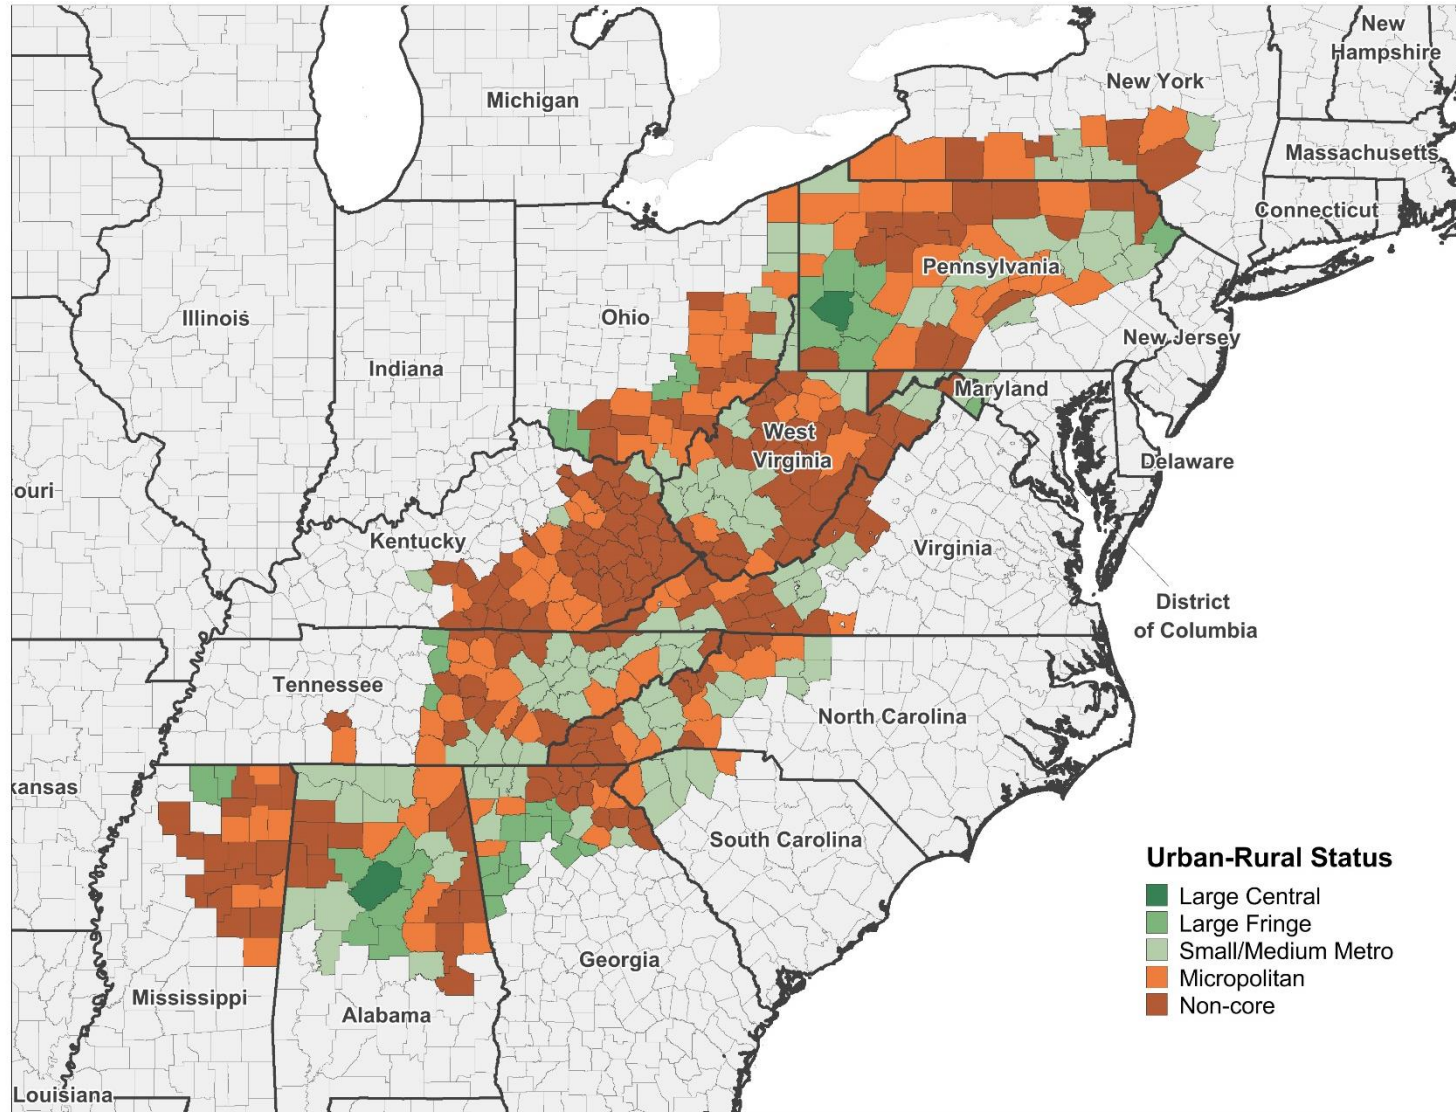 New
Hampshire
New York
Michigan
Massachusetts
Connecticut
Pennsylvania
Illinois
Ohio
New Jersey
Indiana
Maryland
West
Virginia
Delaware
ouri
Kentucky
Virginia
District
of Columbia
Tennessee
North Carolina
kansas
South Carolina
Georgia
Mississippi
Alabama
Louisiana
Urban-Rural Status
Large Central
Large Fringe
Small/Medium Metro
Micropolitan
Non-core